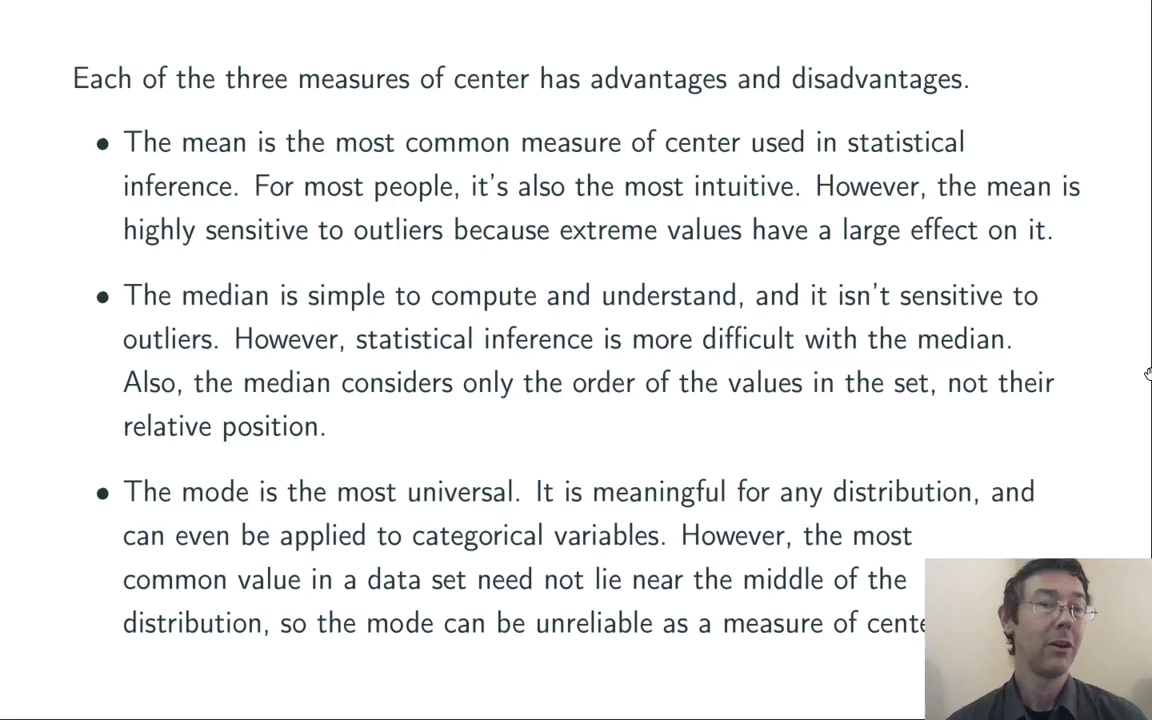 Each of the three measures of center has advantages and disadvantages.
• The mean is the most common measure of center used in statistical
inference. For most people, it's also the most intuitive. However, the mean is
highly sensitive to outliers because extreme values have a large effect on it.
• The median is simple to compute and understand, and it isn't sensitive to
outliers. However, statistical inference is more difficult with the median.
Also, the median considers only the order of the values in the set, not their
relative position.
• The mode is the most universal. It is meaningful for any distribution, and
can even be applied to categorical variables. However, the most
common value in a data set need not lie near the middle of the
distribution, so the mode can be unreliable as a measure of